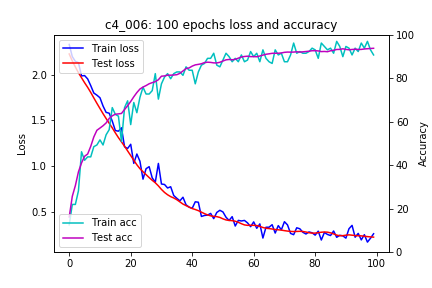 c4_006: 100 epochs loss and accuracy
Train loss
Test loss
Train acc
Test acc
Loss
Accuracy
2.0
1.5
1.0
0.5
100
80
60
40
20
0
0
20
40
60
80
100